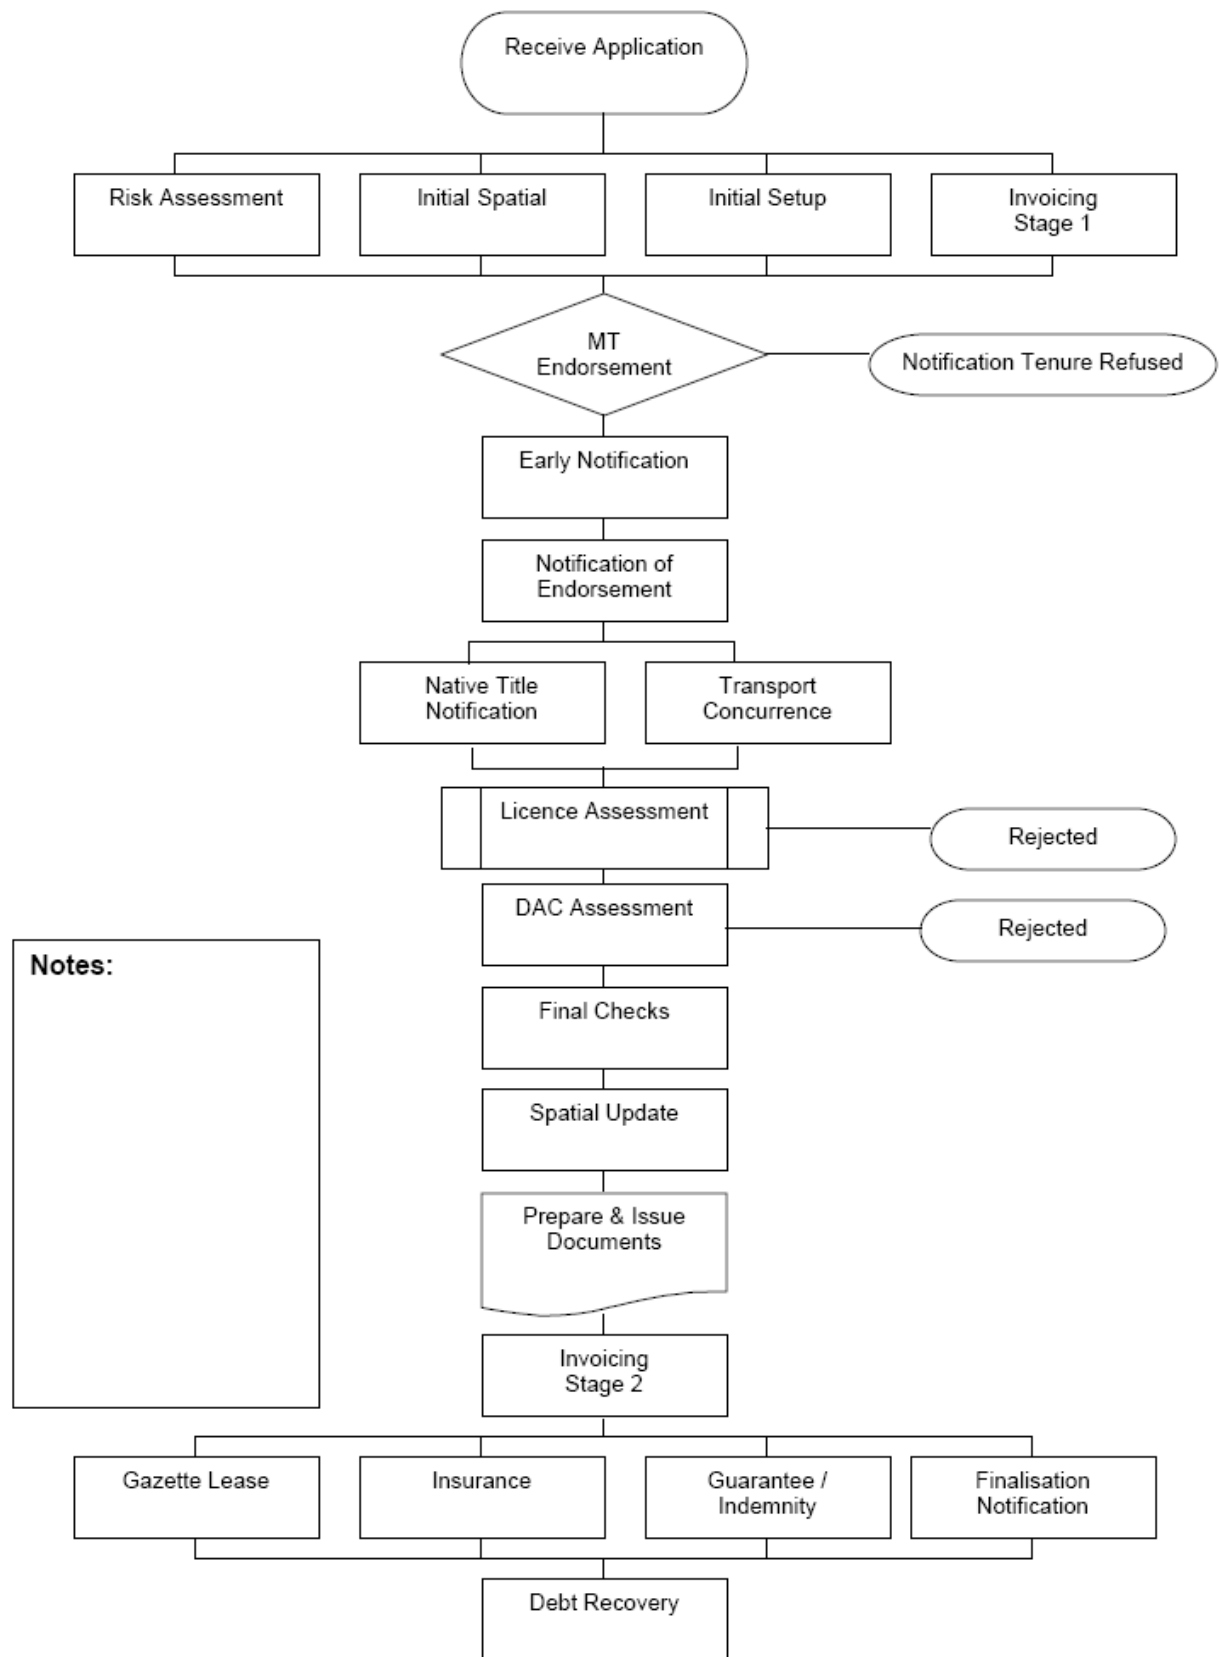 Receive Application
Risk Assessment
Initial Spatial
Initial Setup
Invoicing
Stage 1
MT
Endorsement
Notification Tenure Refused
Early Notification
Notification of
Endorsement
Native Title
Notification
Transport
Concurrence
Licence Assessment
Rejected
DAC Assessment
Rejected
Notes:
Final Checks
Spatial Update
Prepare & Issue
Documents
Invoicing
Stage 2
Gazette Lease
Insurance
Guarantee /
Indemnity
Finalisation
Notification
Debt Recovery